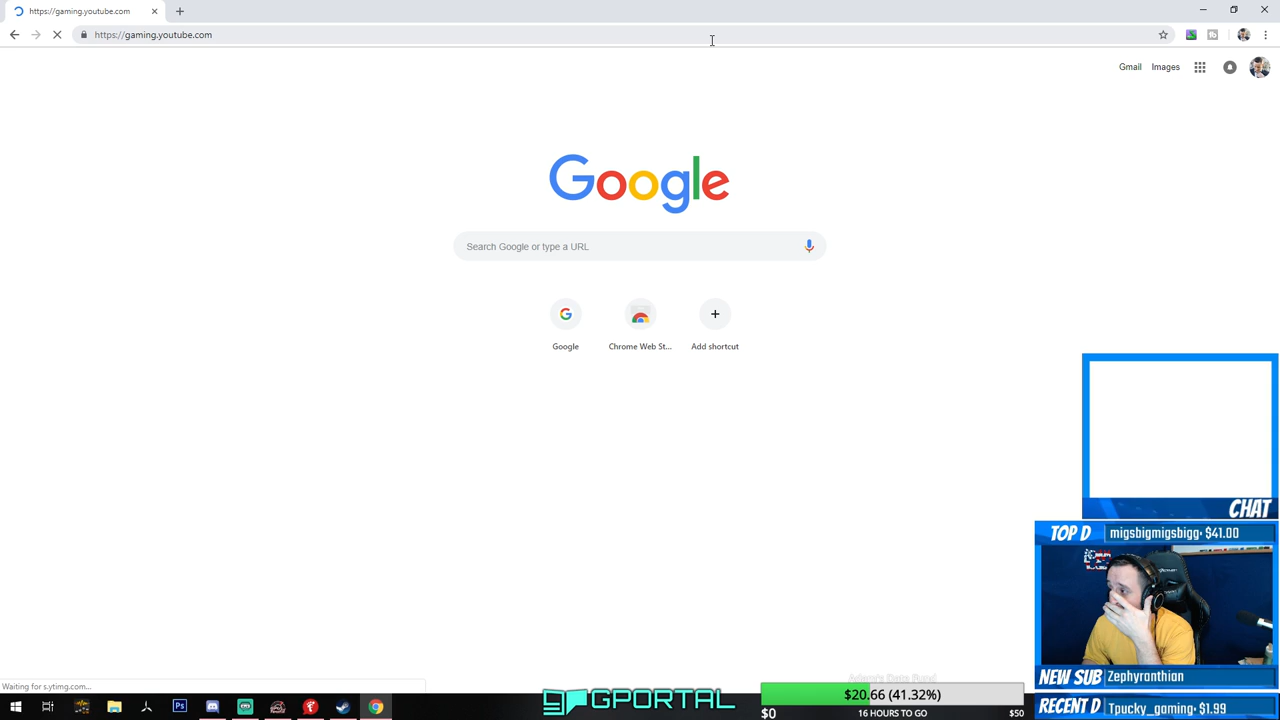 https://gaming.youtube.com
https://gaming.youtube.com
Gmail Images
Google
Search Google or type a URL
Google
Chrome Web St...
Add shortcut
CHAT
TOP D migsbigmigsbigg: $41.00
NEW SUB Zephyronthian
RECENT D Tpucky_gaming: $1.99
Waiting for s.ytimg.com...
GPORTAL
$20.66 (41.32%)
$0 16 HOURS TO GO $50